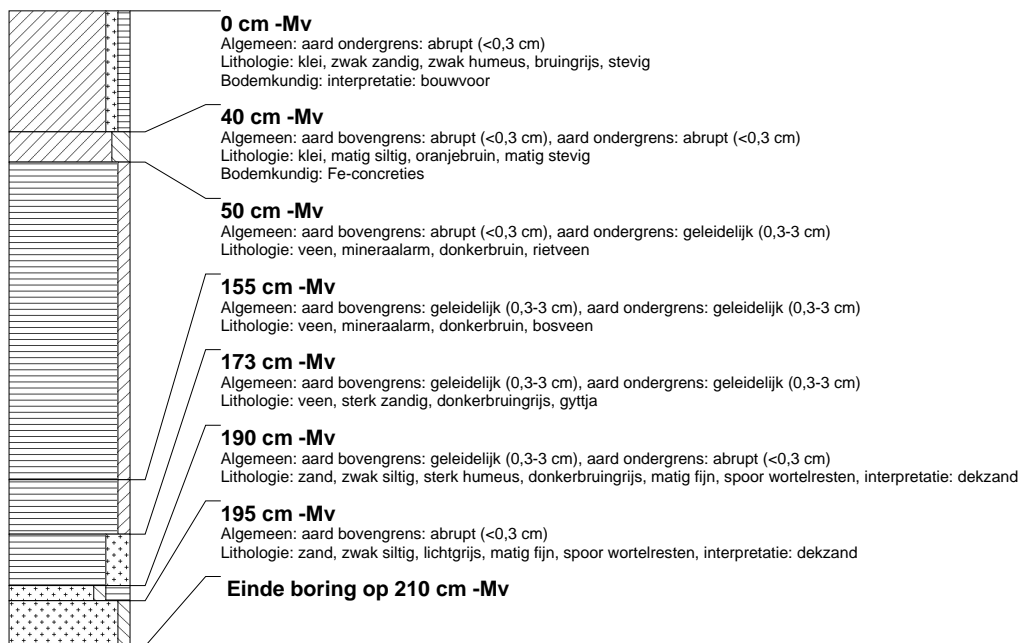 0 cm -Mv
Algemeen: aard ondergrens: abrupt (<0,3 cm)
Lithologie: klei, zwak zandig, zwak humeus, bruingrijs, stevig
Bodemkundig: interpretatie: bouwvoor
40 cm -Mv
Algemeen: aard bovengrens: abrupt (<0,3 cm), aard ondergrens: abrupt (<0,3 cm)
Lithologie: klei, matig siltig, oranjebruin, matig stevig
Bodemkundig: Fe-concreties
50 cm -Mv
Algemeen: aard bovengrens: abrupt (<0,3 cm), aard ondergrens: geleidelijk (0,3-3 cm)
Lithologie: veen, mineraalarm, donkerbruin, rietveen
155 cm -Mv
Algemeen: aard bovengrens: geleidelijk (0,3-3 cm), aard ondergrens: geleidelijk (0,3-3 cm)
Lithologie: veen, mineraalarm, donkerbruin, bosveen
173 cm -Mv
Algemeen: aard bovengrens: geleidelijk (0,3-3 cm), aard ondergrens: geleidelijk (0,3-3 cm)
Lithologie: veen, sterk zandig, donkerbruingrijs, gyttja
190 cm -Mv
Algemeen: aard bovengrens: geleidelijk (0,3-3 cm), aard ondergrens: abrupt (<0,3 cm)
Lithologie: zand, zwak siltig, sterk humeus, donkerbruingrijs, matig fijn, spoor wortelresten, interpretatie: dekzand
195 cm -Mv
Algemeen: aard bovengrens: abrupt (<0,3 cm)
Lithologie: zand, zwak siltig, lichtgrijs, matig fijn, spoor wortelresten, interpretatie: dekzand
Einde boring op 210 cm -Mv